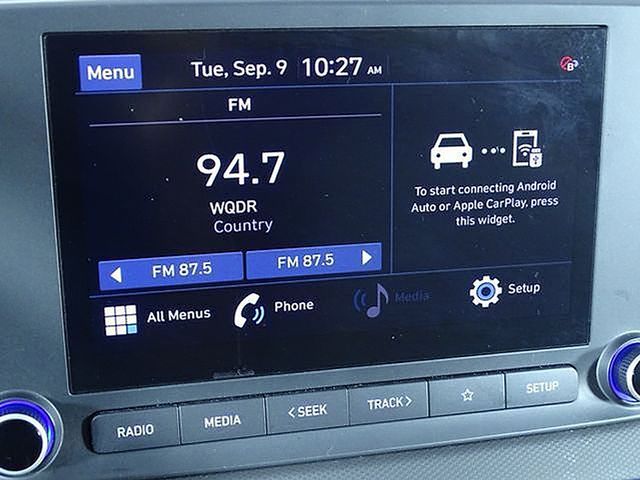 Menu
Tue, Sep. 9 10:27 AM
FM
94.7
WQDR
Country
FM 87.5
FM 87.5
To start connecting Android
Auto or Apple CarPlay, press
this widget.
All Menus
Phone
Media
Setup
RADIO
MEDIA
<SEEK
TRACK>
SETUP